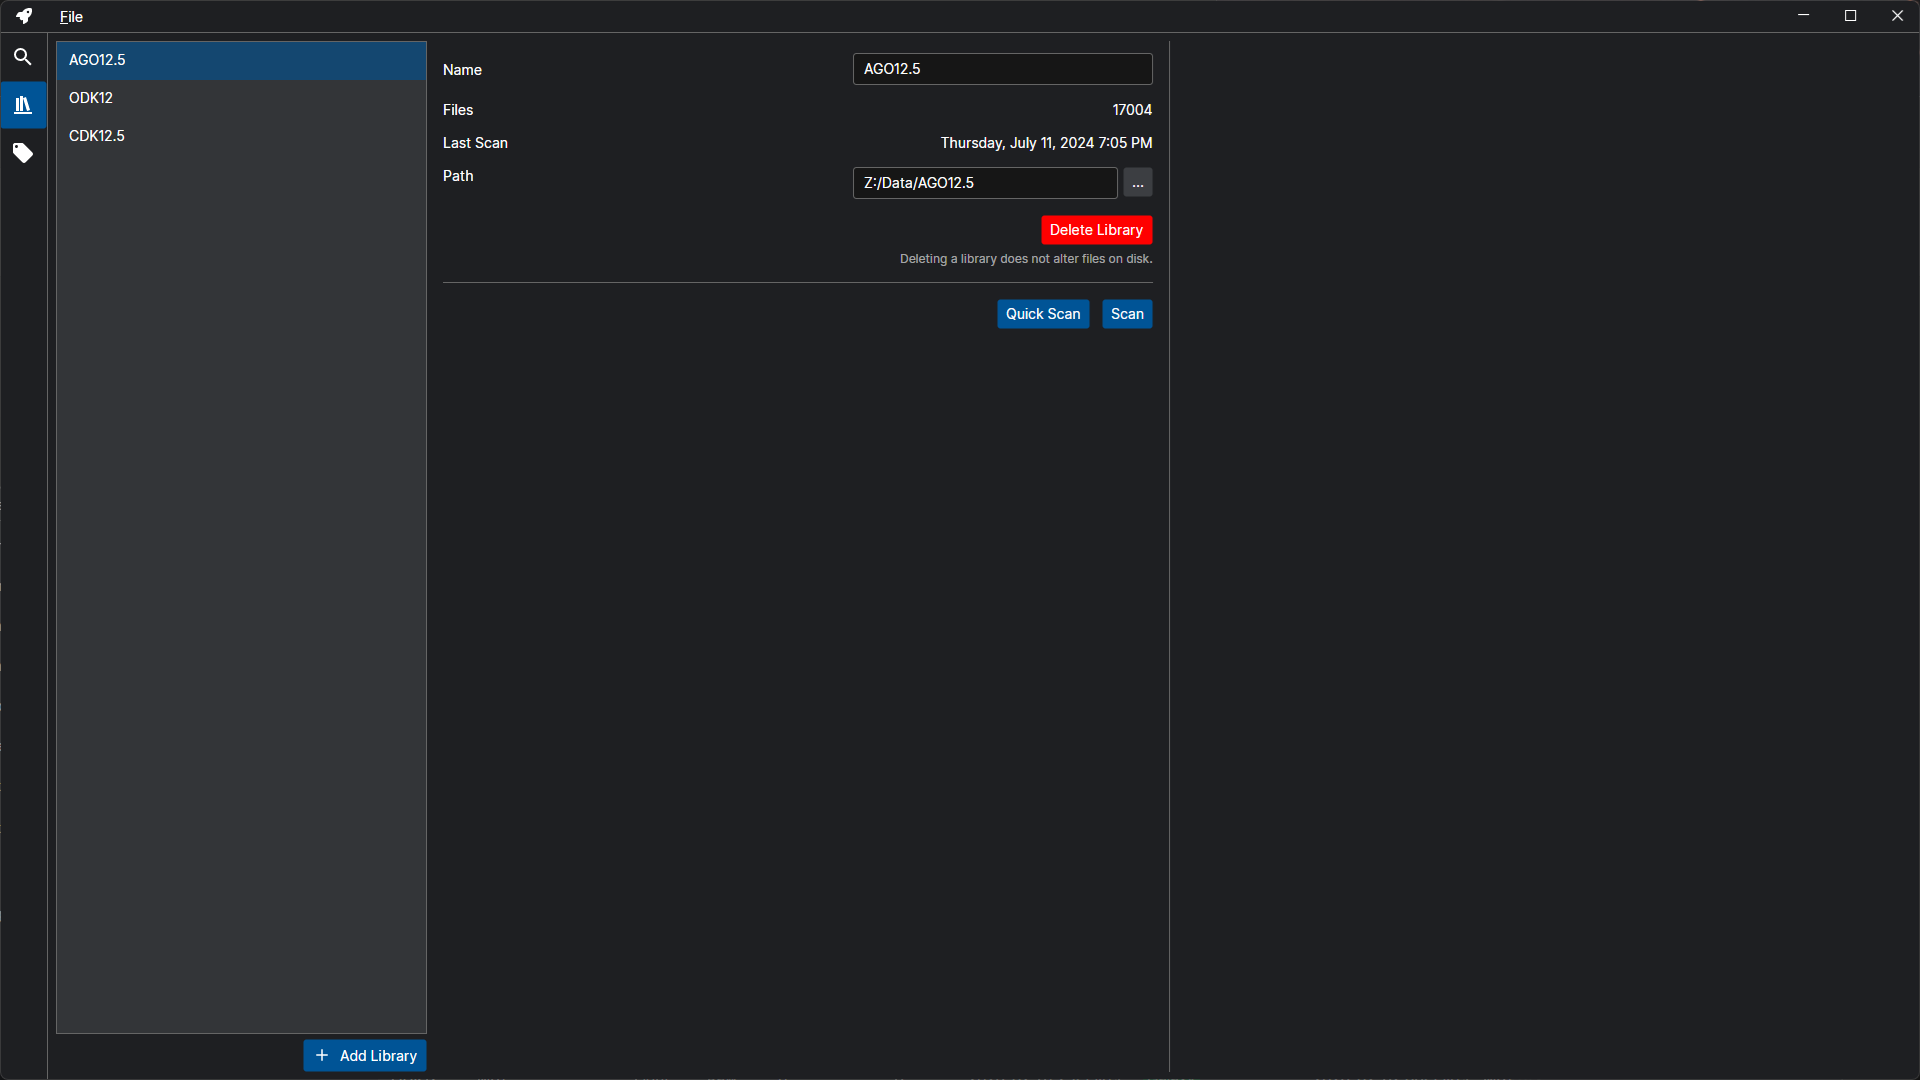 File
AGO12.5
ODK12
CDK12.5
Add Library
Name
AGO12.5
Files
17004
Last Scan
Thursday, July 11, 2024 7:05 PM
Path
Z:/Data/AGO12.5
...
Delete Library
Deleting a library does not alter files on disk.
Quick Scan
Scan